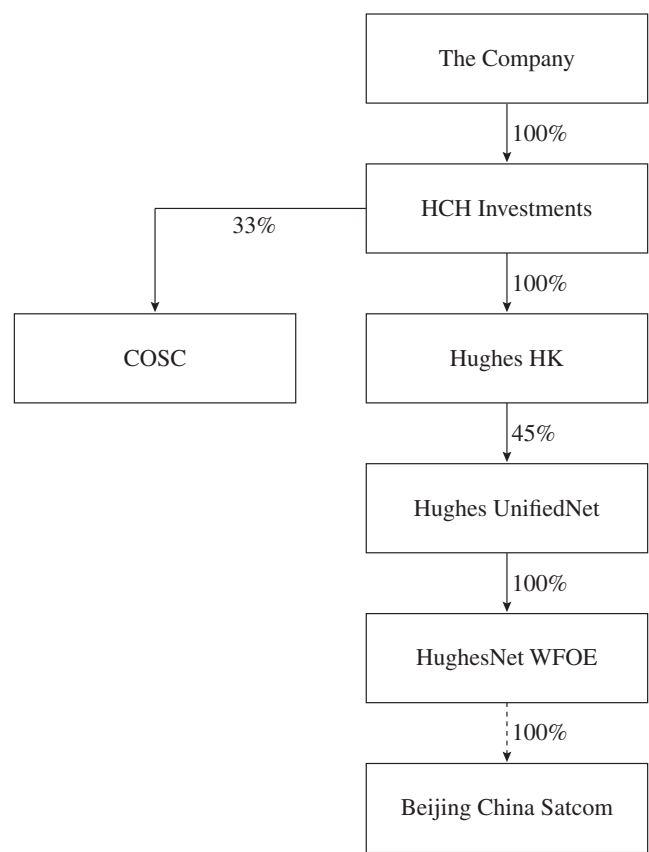 The Company
100%
HCH Investments
33%
100%
COSC
Hughes HK
45%
Hughes UnifiedNet
100%
HughesNet WFOE
100%
Beijing China Satcom